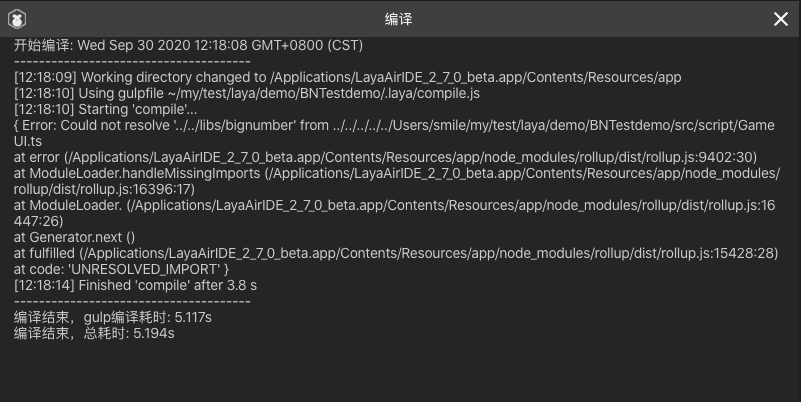 编译
开始编译: Wed Sep 30 2020 12:18:08 GMT+0800 (CST)
--------------------------------------
[12:18:09] Working directory changed to /Applications/LayaAirIDE_2_7_0_beta.app/Contents/Resources/app
[12:18:10] Using gulpfile ~/my/test/laya/demo/BNTestdemo/.laya/compile.js
[12:18:10] Starting 'compile'...
{ Error: Could not resolve '../../libs/bignumber' from ../../../../../Users/smile/my/test/laya/demo/BNTestdemo/src/script/Game
UI.ts
at error (/Applications/LayaAirIDE_2_7_0_beta.app/Contents/Resources/app/node_modules/rollup/dist/rollup.js:9402:30)
at ModuleLoader.handleMissingImports (/Applications/LayaAirIDE_2_7_0_beta.app/Contents/Resources/app/node_modules/
rollup/dist/rollup.js:16396:17)
at ModuleLoader. (/Applications/LayaAirIDE_2_7_0_beta.app/Contents/Resources/app/node_modules/rollup/dist/rollup.js:16
447:26)
at Generator.next ()
at fulfilled (/Applications/LayaAirIDE_2_7_0_beta.app/Contents/Resources/app/node_modules/rollup/dist/rollup.js:15428:28)
at code: 'UNRESOLVED_IMPORT' }
[12:18:14] Finished 'compile' after 3.8 s
--------------------------------------
编译结束，gulp编译耗时: 5.117s
编译结束，总耗时: 5.194s